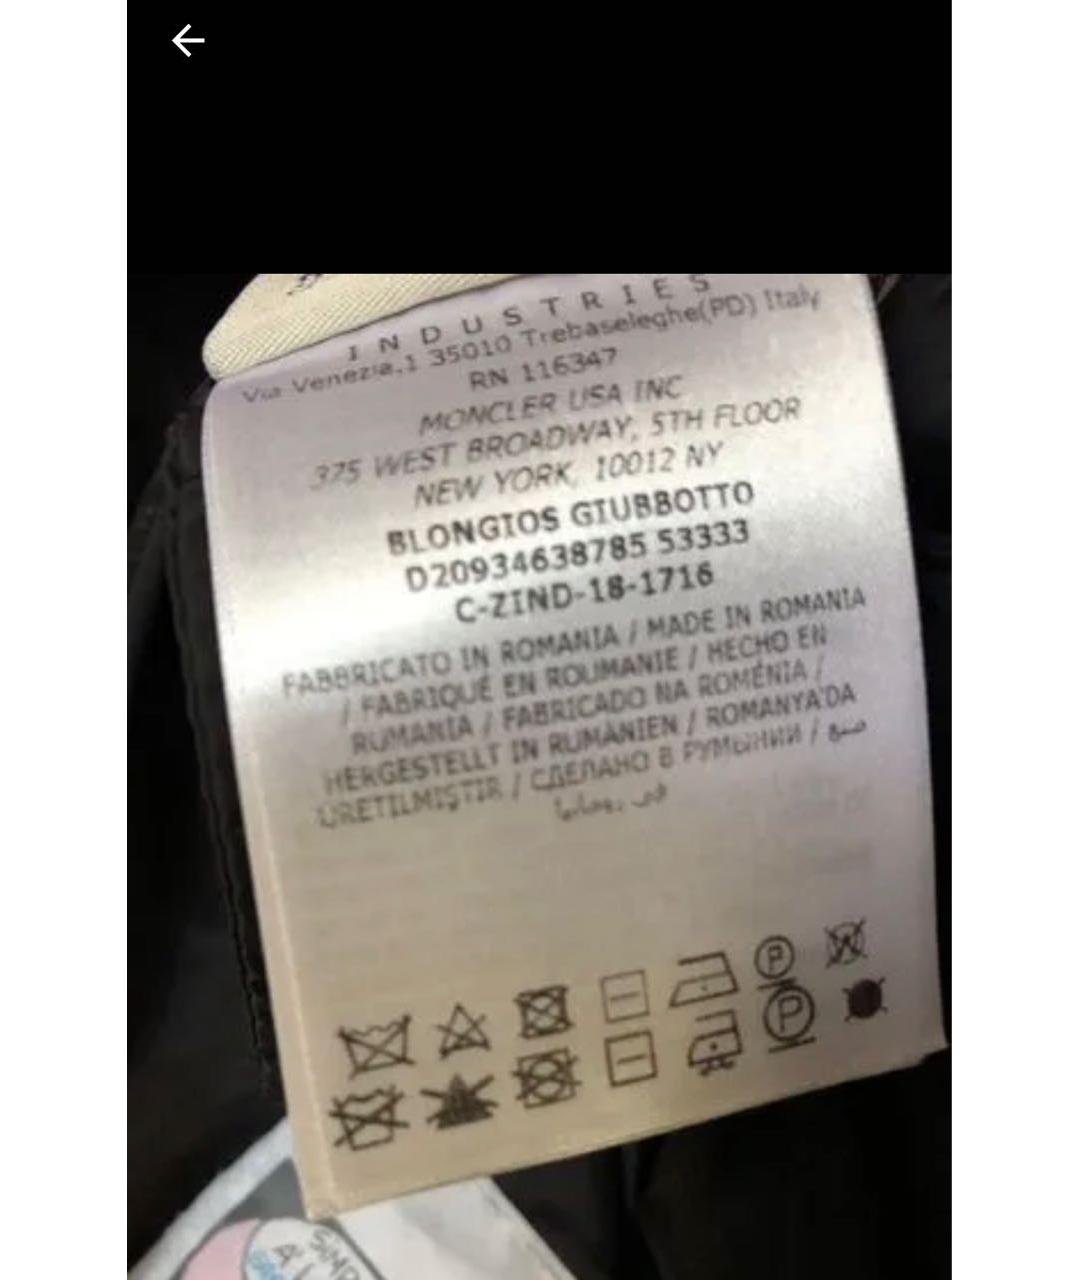 INDUSTRIES
Via Venezia,1 35010 Trebaseleghe(PD) Italy
RN 116347
MONCLER USA INC
375 WEST BROADWAY, 5TH FLOOR
NEW YORK, 10012 NY
BLONGIOS GIUBBOTTO
D20934638785 53333
C-ZIND-18-1716
FABBRICATO IN ROMANIA / MADE IN ROMANIA
/ FABRIQUÉ EN ROUMANIE / HECHO EN
RUMANIA / FABRICADO NA ROMÉNIA /
HERGESTELLT IN RUMÄNIEN / ROMANYA'DA
ÜRETILMIŞTIR / СДЕЛАНО В РУМЫНИИ / صنع
في رومانيا
P
W
P
SIMP